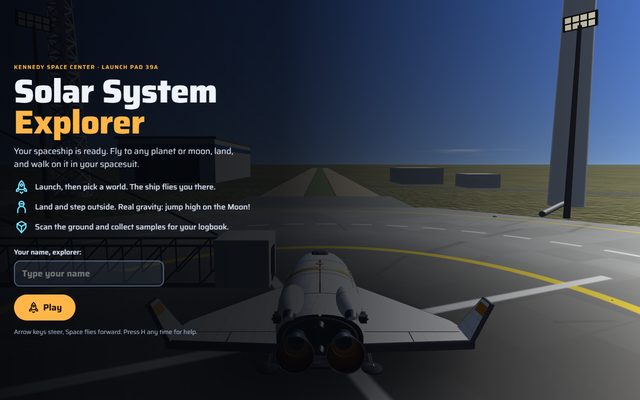 KENNEDY SPACE CENTER · LAUNCH PAD 39A
Solar System
Explorer
Your spaceship is ready. Fly to any planet or moon, land,
and walk on it in your spacesuit.
Launch, then pick a world. The ship flies you there.
Land and step outside. Real gravity: jump high on the Moon!
Scan the ground and collect samples for your logbook.
Your name, explorer:
Type your name
Play
Arrow keys steer, Space flies forward. Press H any time for help.